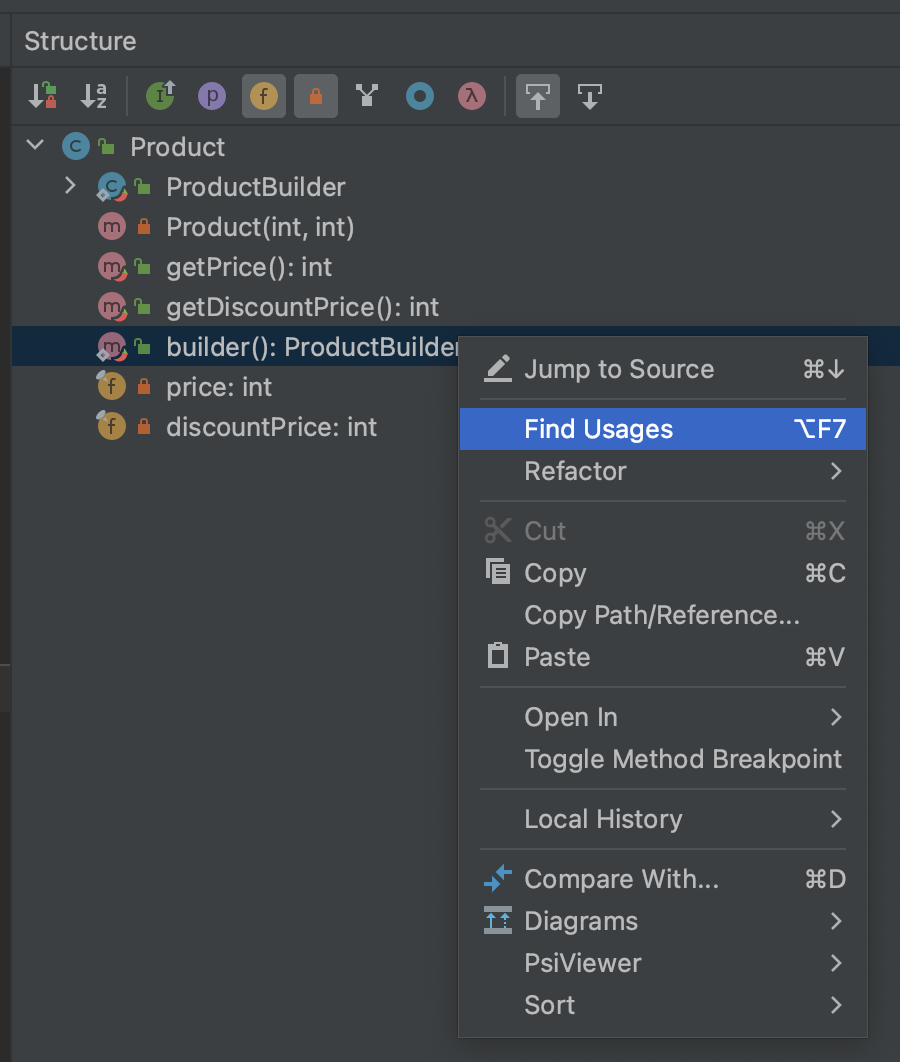 Structure
Product
ProductBuilder
Product(int, int)
getPrice(): int
getDiscountPrice(): int
builder(): ProductBuilder
price: int
discountPrice: int
Jump to Source ⌘↓
Find Usages ⌥F7
Refactor
Cut ⌘X
Copy ⌘C
Copy Path/Reference...
Paste ⌘V
Open In
Toggle Method Breakpoint
Local History
Compare With... ⌘D
Diagrams
PsiViewer
Sort